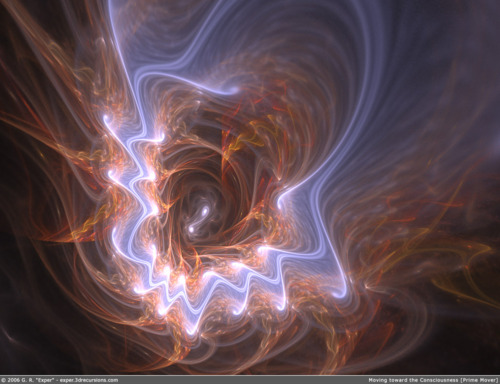 © 2006 G. R. "Exper" - exper.3drecursions.com
Moving toward the Consciousness [Prime Mover]